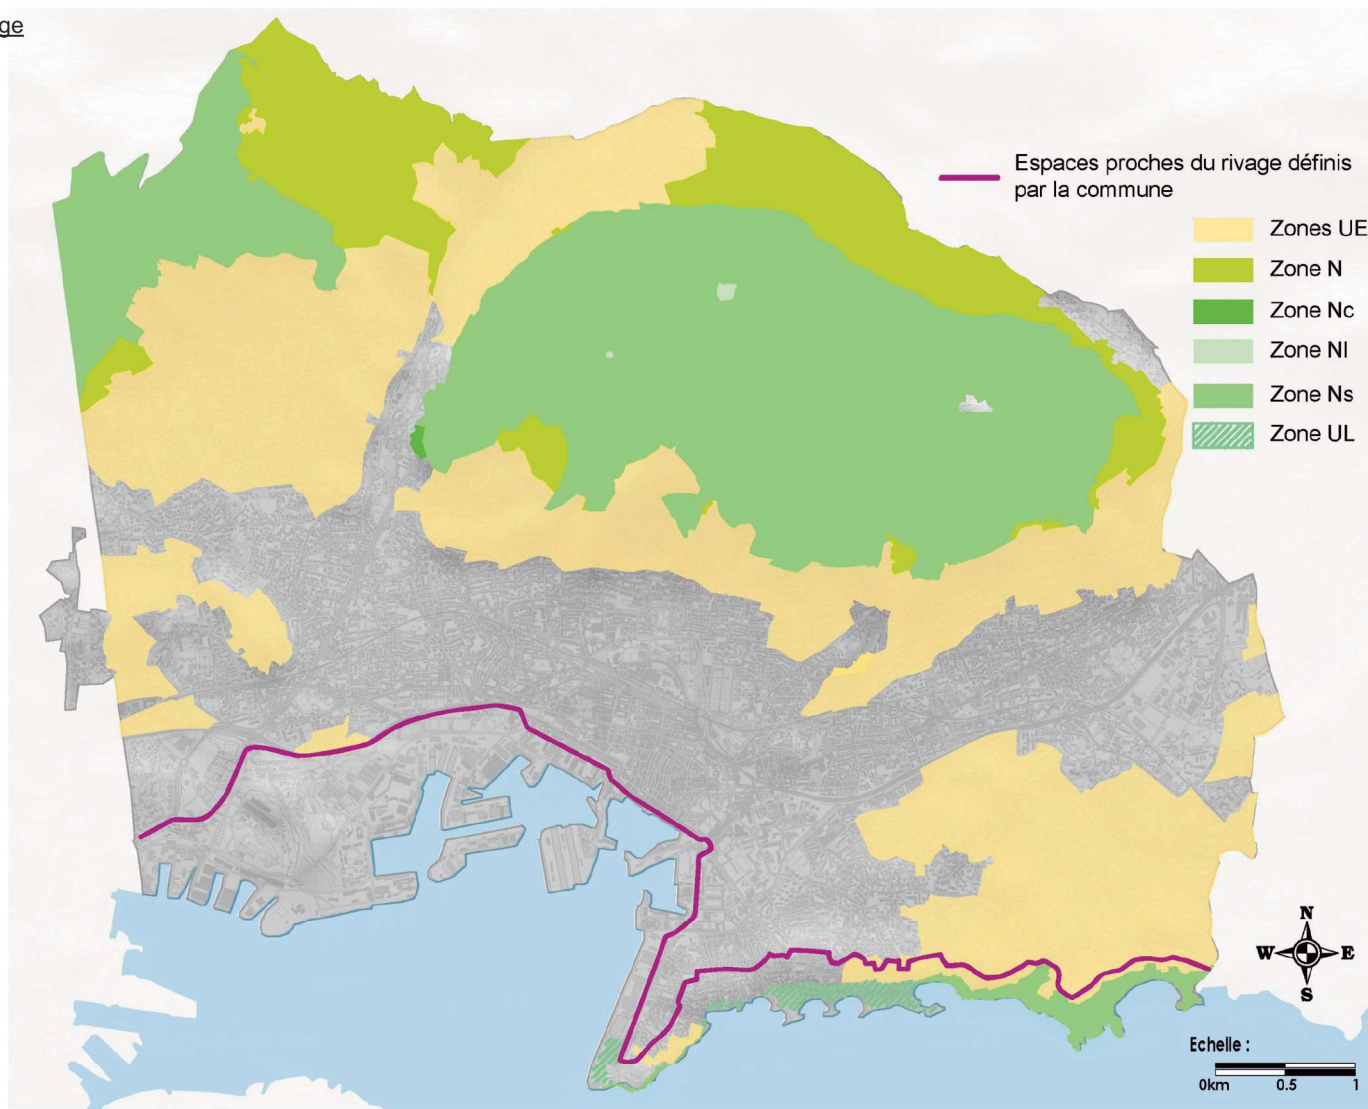 ge
Espaces proches du rivage définis
par la commune
Zones UE
Zone N
Zone Nc
Zone Nl
Zone Ns
Zone UL
N
W E
S
Echelle :
0km 0.5 1